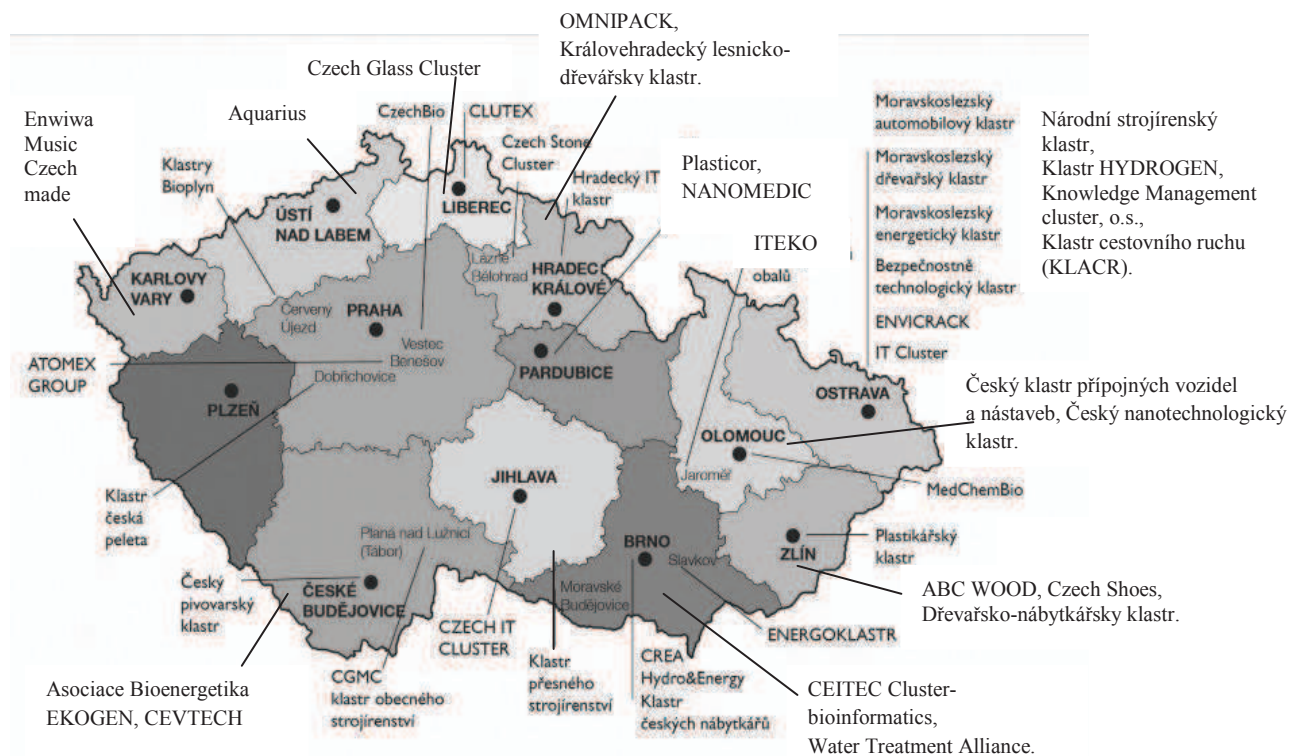 OMNIPACK,
Královehradecký lesnicko-
dřevářsky klastr.
Czech Glass Cluster
Enwiwa
Music
Czech
made
Aquarius
CzechBio
CLUTEX
Czech Stone
Cluster
Klastry
Bioplyn
Hradecký IT
klastr
Plasticor,
NANOMEDIC
ITEKO
obalů
Moravskoslezský
automobilový klastr
Moravskoslezský
dřevařský klastr
Moravskoslezský
energetický klastr
Bezpečnostně
technologický klastr
ENVICRACK
IT Cluster
Národní strojírenský
klastr,
Klastr HYDROGEN,
Knowledge Management
cluster, o.s.,
Klastr cestovního ruchu
(KLACR).
ÚSTÍ
NAD LABEM
LIBEREC
Lázně
Bělohrad
HRADEC
KRÁLOVÉ
KARLOVY
VARY
Červený
Újezd
PRAHA
Vestec
Benešov
Dobřichovice
ATOMEX
GROUP
PLZEŇ
PARDUBICE
OSTRAVA
Český klastr přípojných vozidel
a nástaveb, Český nanotechnologický
klastr.
OLOMOUC
Jaroměř
MedChemBio
JIHLAVA
Klastr
česká
peleta
Planá nad Lužnicí
(Tábor)
BRNO
Slavkov
ZLÍN
Plastikářský
klastr
Český
pivovarský
klastr
ČESKÉ
BUDĚJOVICE
Moravské
Budějovice
ABC WOOD, Czech Shoes,
Dřevařsko-nábytkářsky klastr.
CZECH IT
CLUSTER
ENERGOKLASTR
Asociace Bioenergetika
EKOGEN, CEVTECH
CGMC
klastr obecného
strojírenství
Klastr
přesného
strojírenství
CREA
Hydro&Energy
Klastr
českých nábytkářů
CEITEC Cluster-
bioinformatics,
Water Treatment Alliance.